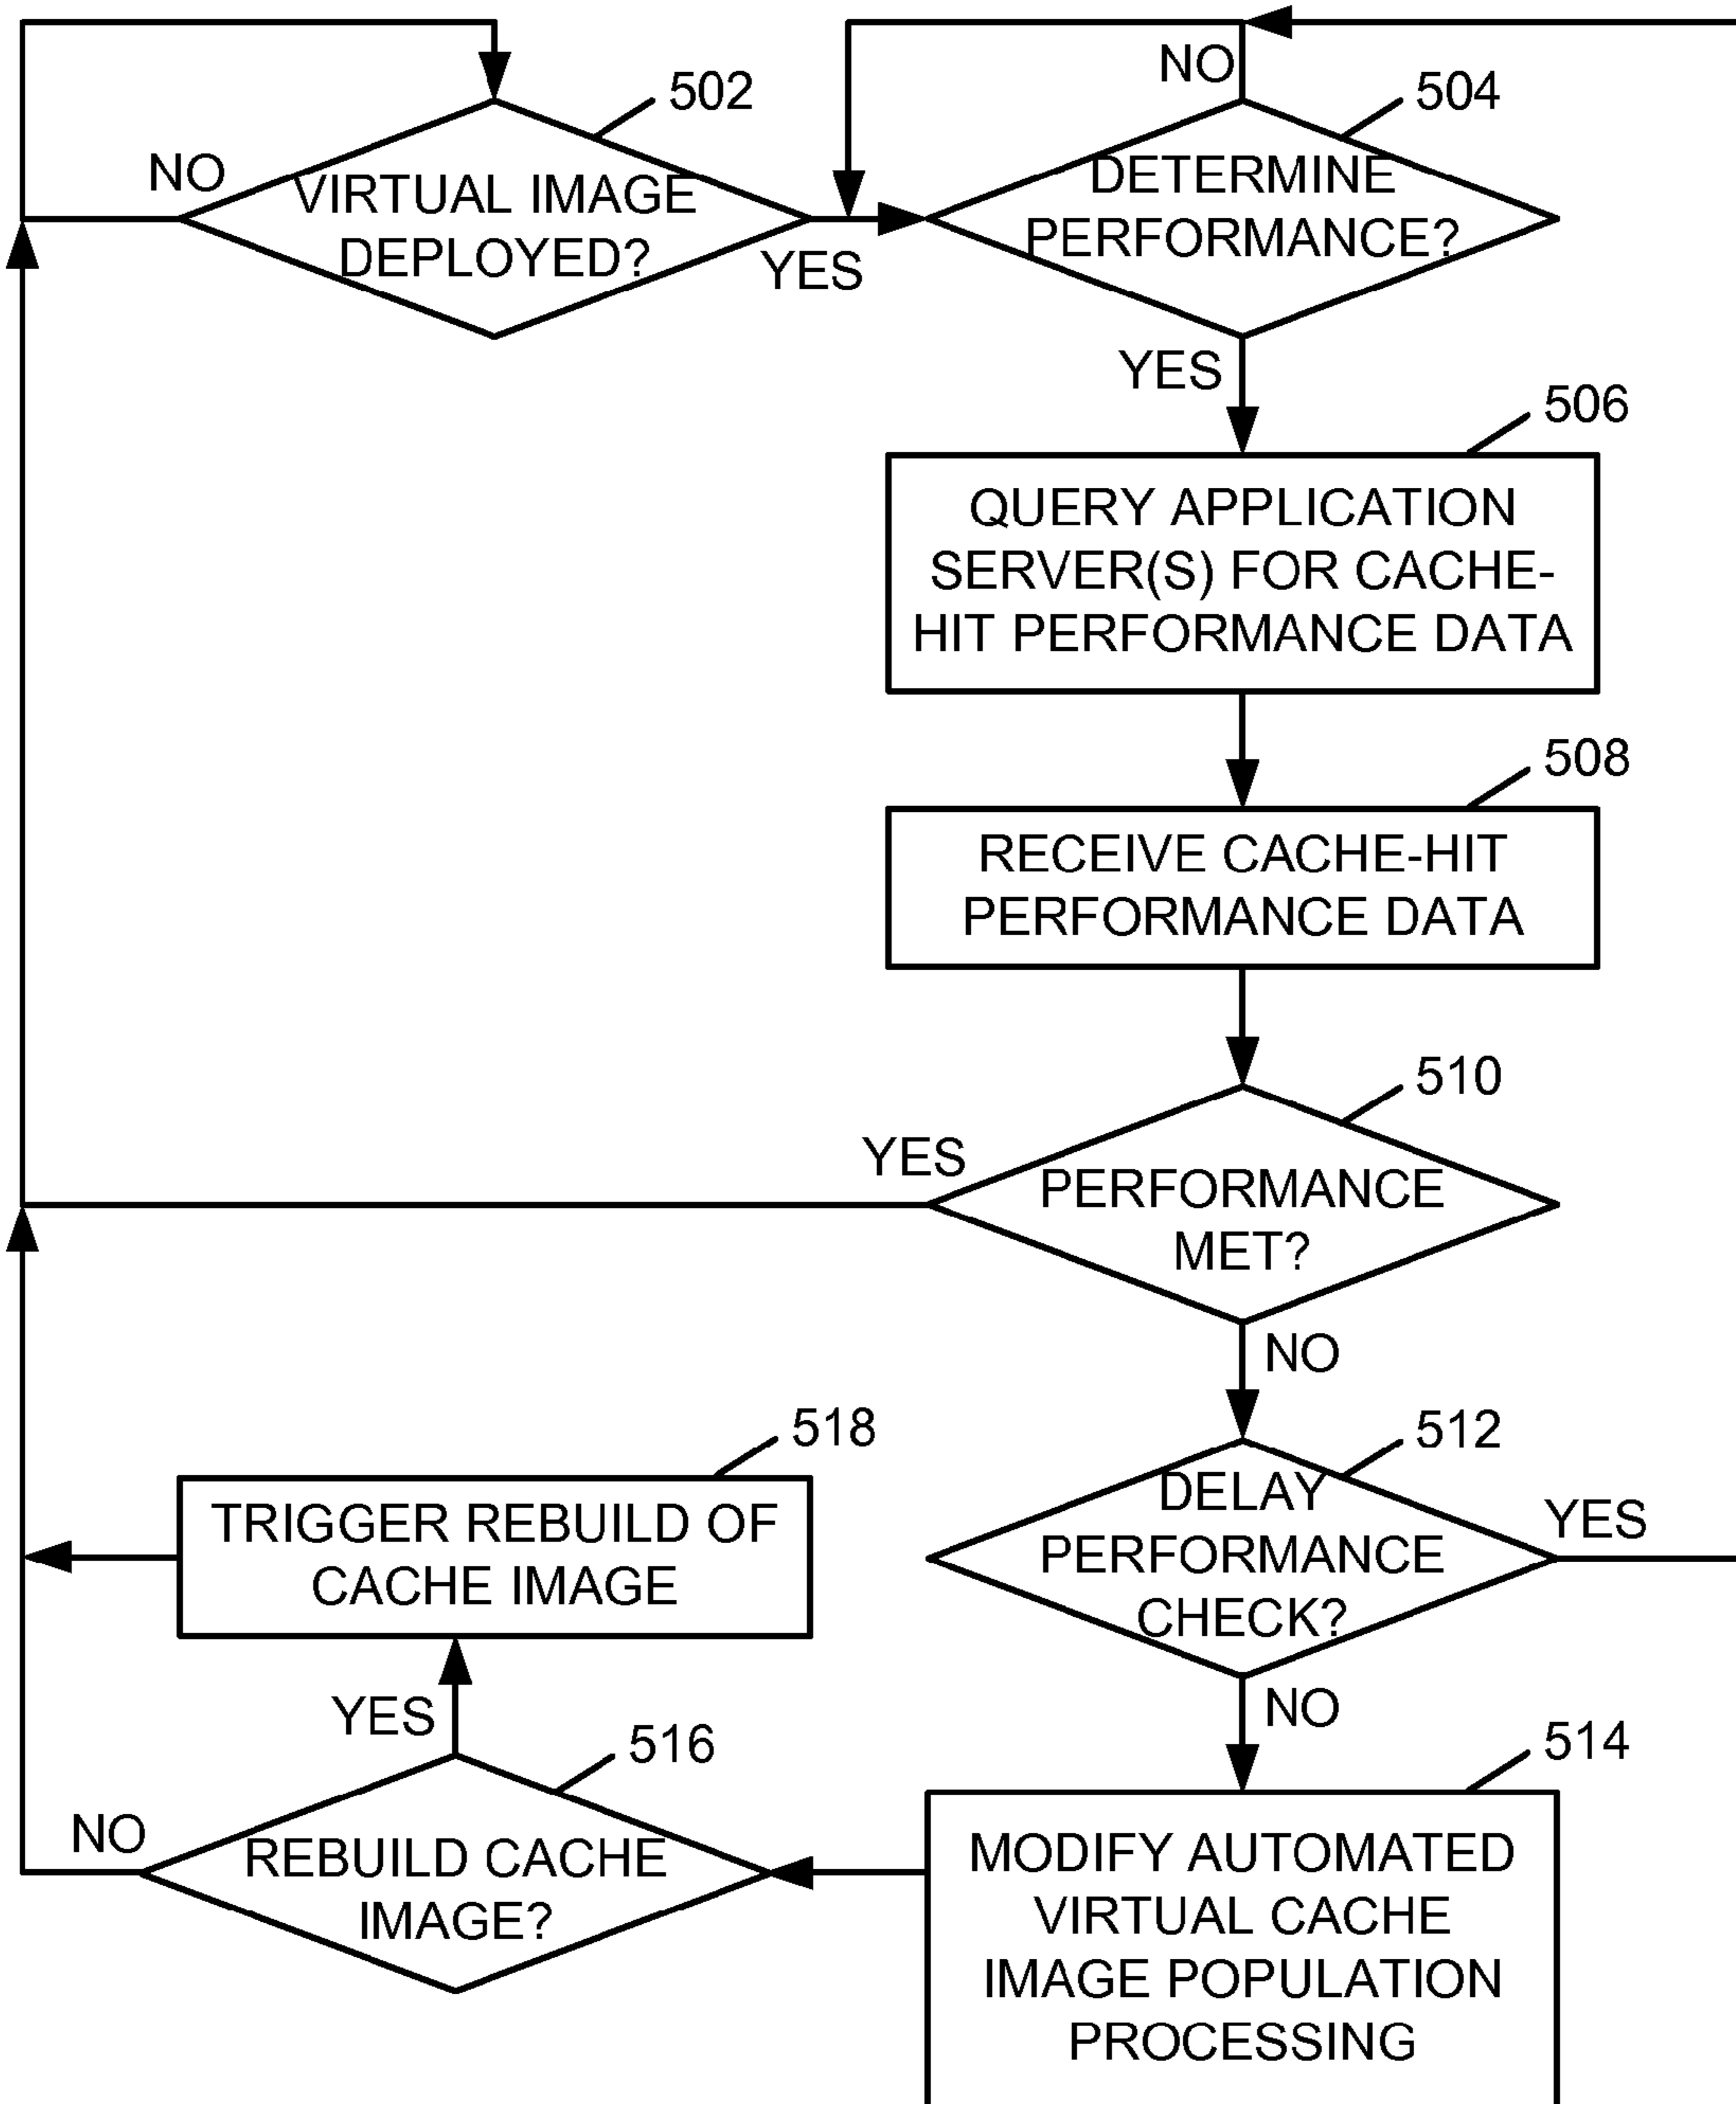 502
NO
VIRTUAL IMAGE
DEPLOYED?
YES
NO
504
DETERMINE
PERFORMANCE?
YES
506
QUERY APPLICATION
SERVER(S) FOR CACHE-
HIT PERFORMANCE DATA
508
RECEIVE CACHE-HIT
PERFORMANCE DATA
510
YES
PERFORMANCE
MET?
NO
512
DELAY
PERFORMANCE
CHECK?
YES
NO
514
MODIFY AUTOMATED
VIRTUAL CACHE
IMAGE POPULATION
PROCESSING
516
REBUILD CACHE
IMAGE?
NO
YES
518
TRIGGER REBUILD OF
CACHE IMAGE